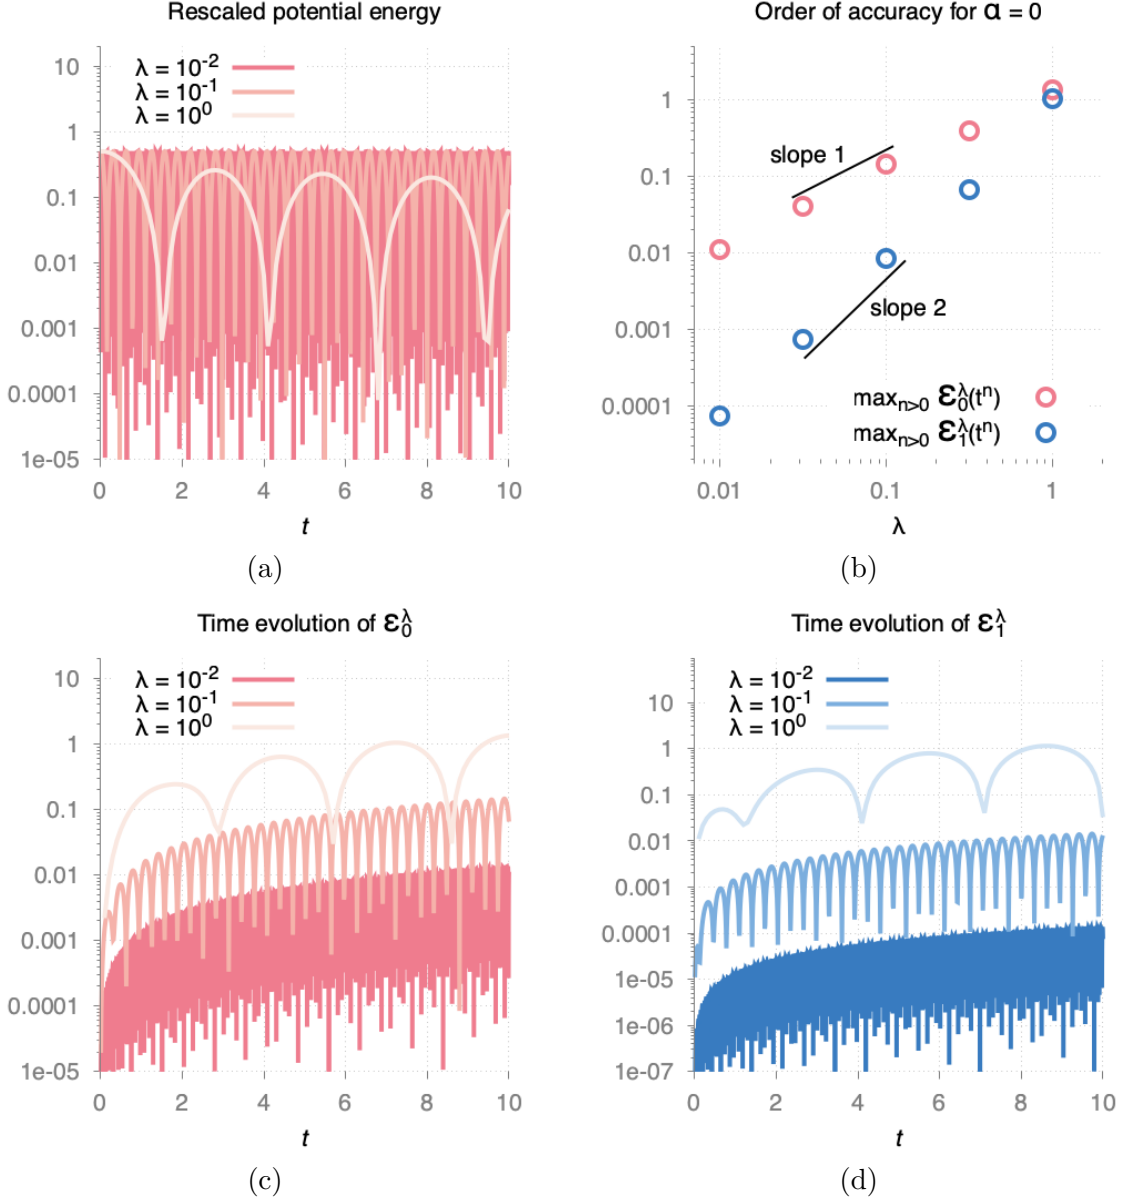 Rescaled potential energy
λ = 10⁻²
λ = 10⁻¹
λ = 10⁰
10
1
0.1
0.01
0.001
0.0001
1e-05
0 2 4 6 8 10
t
(a)
Order of accuracy for α = 0
1
0.1
0.01
0.001
0.0001
slope 1
slope 2
maxₙ>₀ ℇ₀^λ(tⁿ)
maxₙ>₀ ℇ₁^λ(tⁿ)
0.01 0.1 1
λ
(b)
Time evolution of ℇ₀^λ
λ = 10⁻²
λ = 10⁻¹
λ = 10⁰
10
1
0.1
0.01
0.001
0.0001
1e-05
0 2 4 6 8 10
t
(c)
Time evolution of ℇ₁^λ
λ = 10⁻²
λ = 10⁻¹
λ = 10⁰
10
1
0.1
0.01
0.001
0.0001
1e-05
1e-06
1e-07
0 2 4 6 8 10
t
(d)